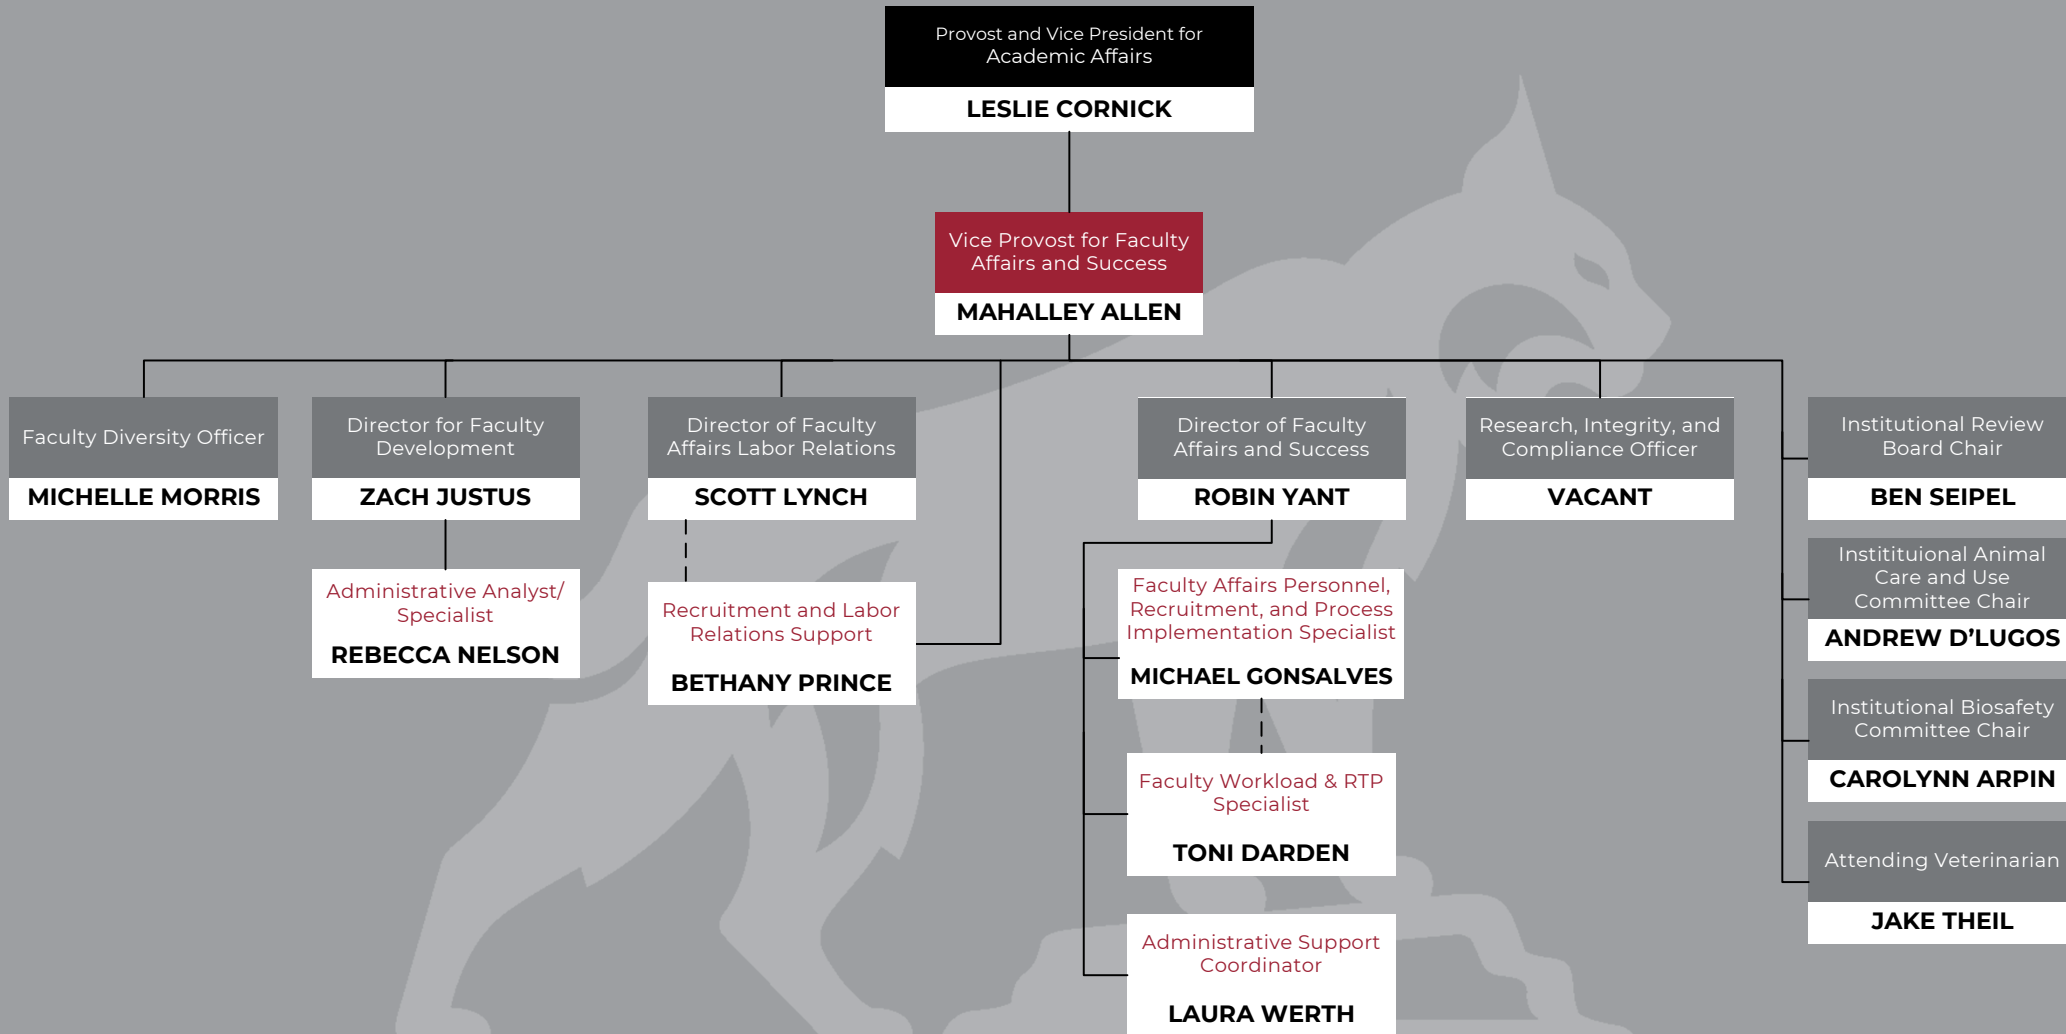 Provost and Vice President for
Academic Affairs
LESLIE CORNICK
Vice Provost for Faculty
Affairs and Success
MAHALLEY ALLEN
Faculty Diversity Officer
MICHELLE MORRIS
Director for Faculty
Development
ZACH JUSTUS
Administrative Analyst/
Specialist
REBECCA NELSON
Director of Faculty
Affairs Labor Relations
SCOTT LYNCH
Recruitment and Labor
Relations Support
BETHANY PRINCE
Director of Faculty
Affairs and Success
ROBIN YANT
Faculty Affairs Personnel,
Recruitment, and Process
Implementation Specialist
MICHAEL GONSALVES
Faculty Workload & RTP
Specialist
TONI DARDEN
Administrative Support
Coordinator
LAURA WERTH
Research, Integrity, and
Compliance Officer
VACANT
Institutional Review
Board Chair
BEN SEIPEL
Instítituional Animal
Care and Use
Committee Chair
ANDREW D’LUGOS
Institutional Biosafety
Committee Chair
CAROLYNN ARPIN
Attending Veterinarian
JAKE THEIL